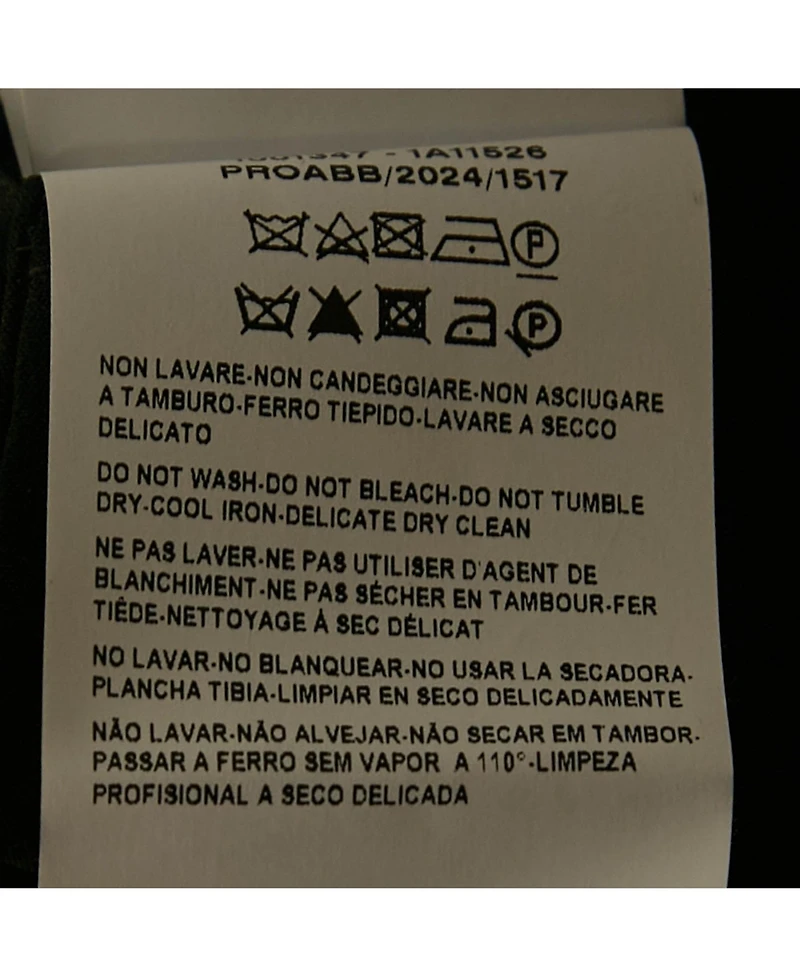 1A11526
PROABB/2024/1517
P
P
NON LAVARE-NON CANDEGGIARE-NON ASCIUGARE
A TAMBURO-FERRO TIEPIDO-LAVARE A SECCO
DELICATO
DO NOT WASH-DO NOT BLEACH-DO NOT TUMBLE
DRY-COOL IRON-DELICATE DRY CLEAN
NE PAS LAVER-NE PAS UTILISER D'AGENT DE
BLANCHIMENT-NE PAS SÉCHER EN TAMBOUR-FER
TIÈDE-NETTOYAGE À SEC DÉLICAT
NO LAVAR-NO BLANQUEAR-NO USAR LA SECADORA-
PLANCHA TIBIA-LIMPIAR EN SECO DELICADAMENTE
NÃO LAVAR-NÃO ALVEJAR-NÃO SECAR EM TAMBOR-
PASSAR A FERRO SEM VAPOR A 110°-LIMPEZA
PROFISIONAL A SECO DELICADA